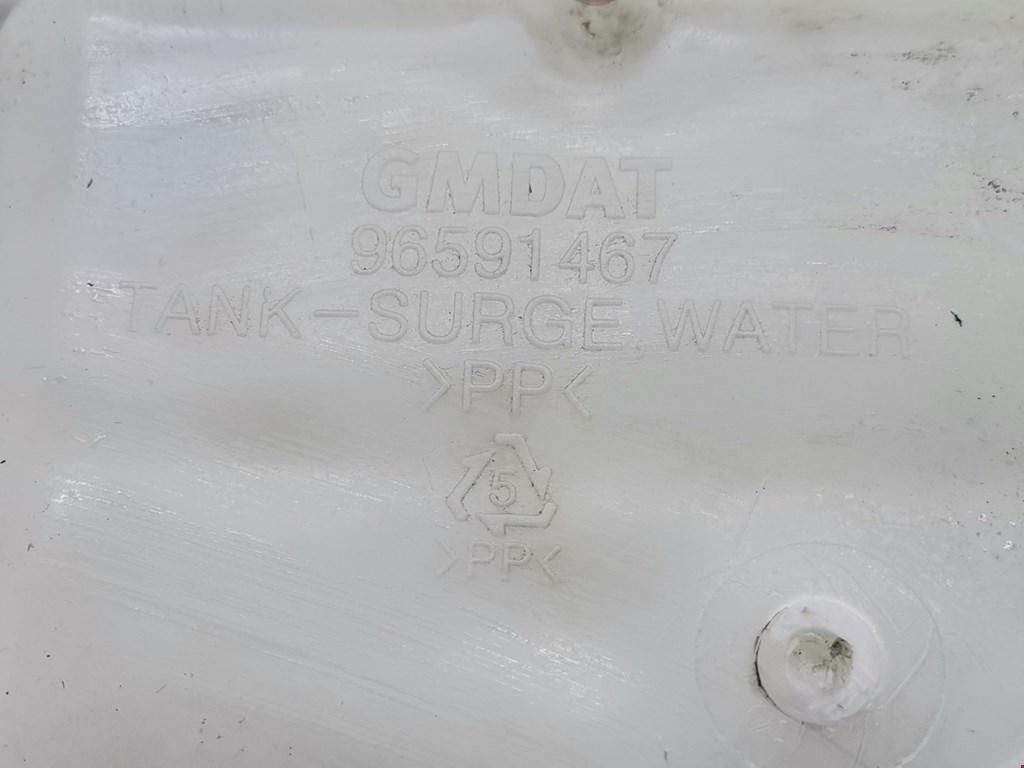 GMDAT
96591467
TANK-SURGE, WATER
>PP<
5
>PP<